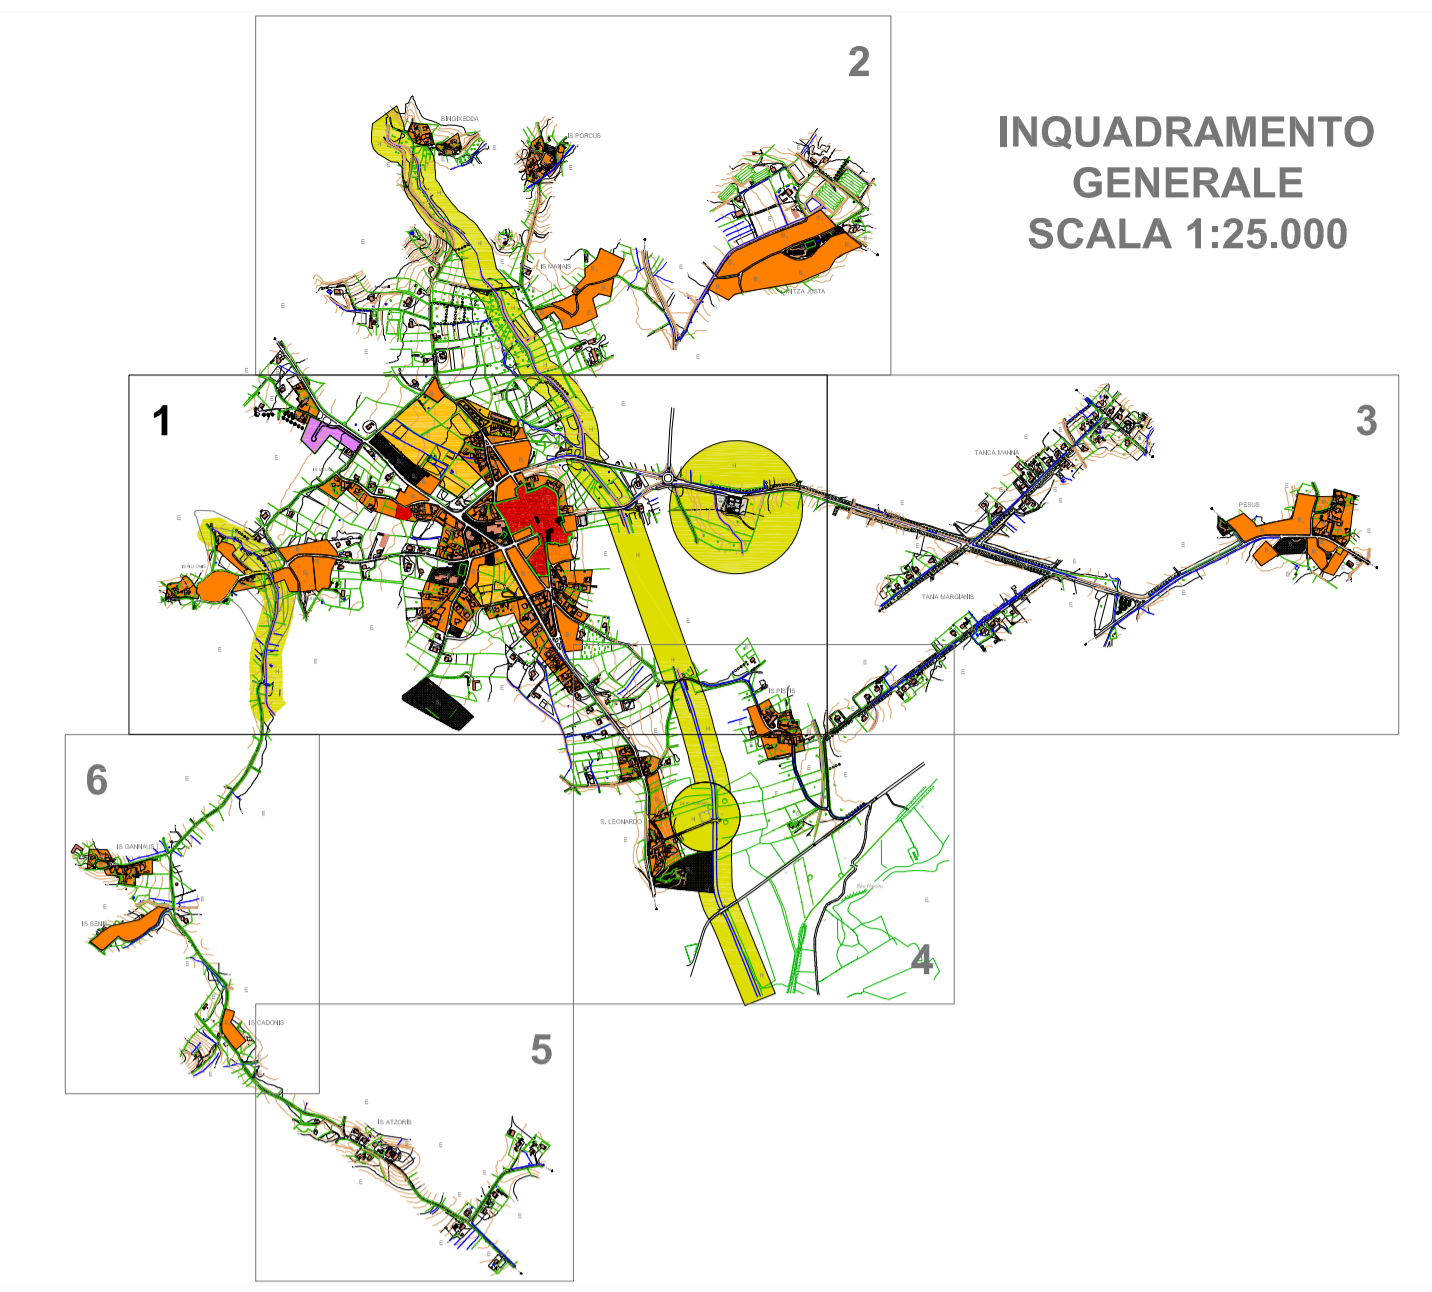 2
INQUADRAMENTO
GENERALE
SCALA 1:25.000
BINGIXEDDA
IS PORCUS
IS MANAIS
1
3
TANCA MANNA
PESUS
TANA MARGIANIS
IS PISTIS
6
S. LEONARDO
IS GANNAUS
4
IS CADONIS
5
IS ATZORIS